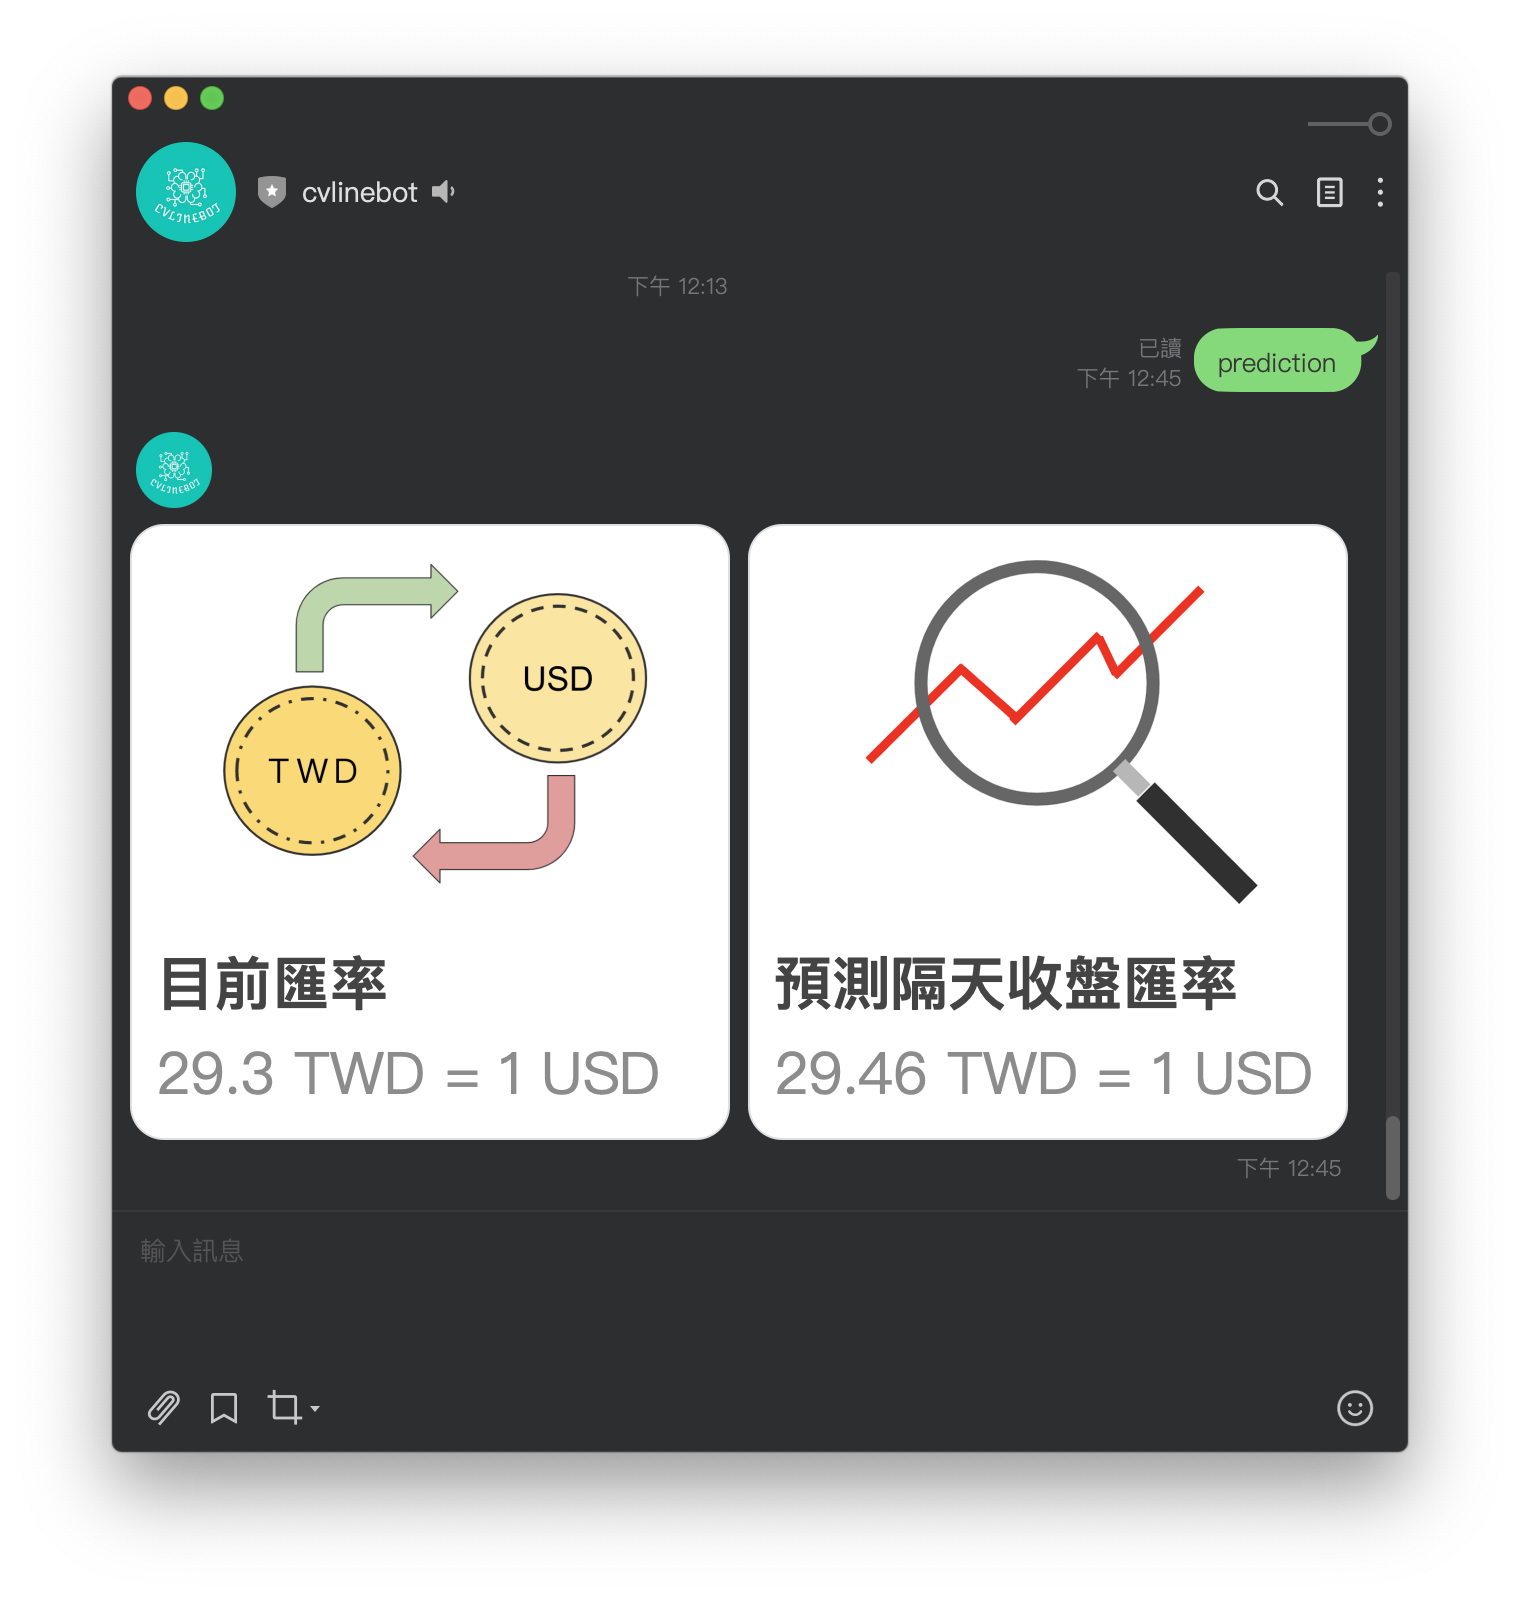 CVLINEBOT
cvlinebot
下午 12:13
已讀
下午 12:45
prediction
CVLINEBOT
USD
TWD
目前匯率
29.3 TWD = 1 USD
預測隔天收盤匯率
29.46 TWD = 1 USD
下午 12:45
輸入訊息